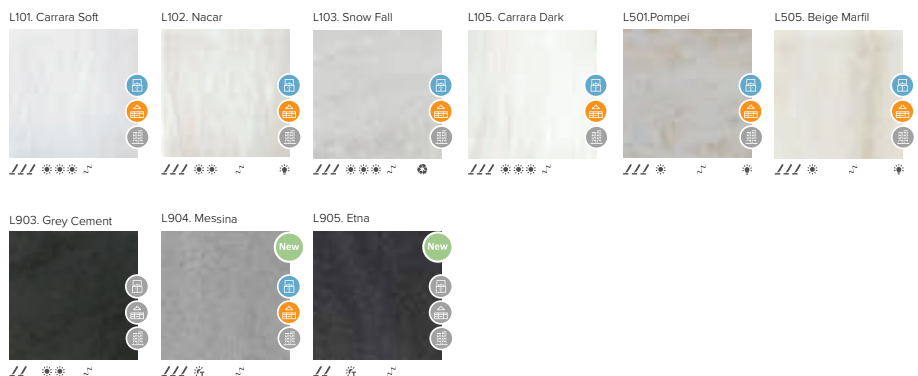 L101. Carrara Soft
L102. Nacar
L103. Snow Fall
L105. Carrara Dark
L501.Pompei
L505. Beige Marfil
L903. Grey Cement
L904. Messina
L905. Etna
New
New